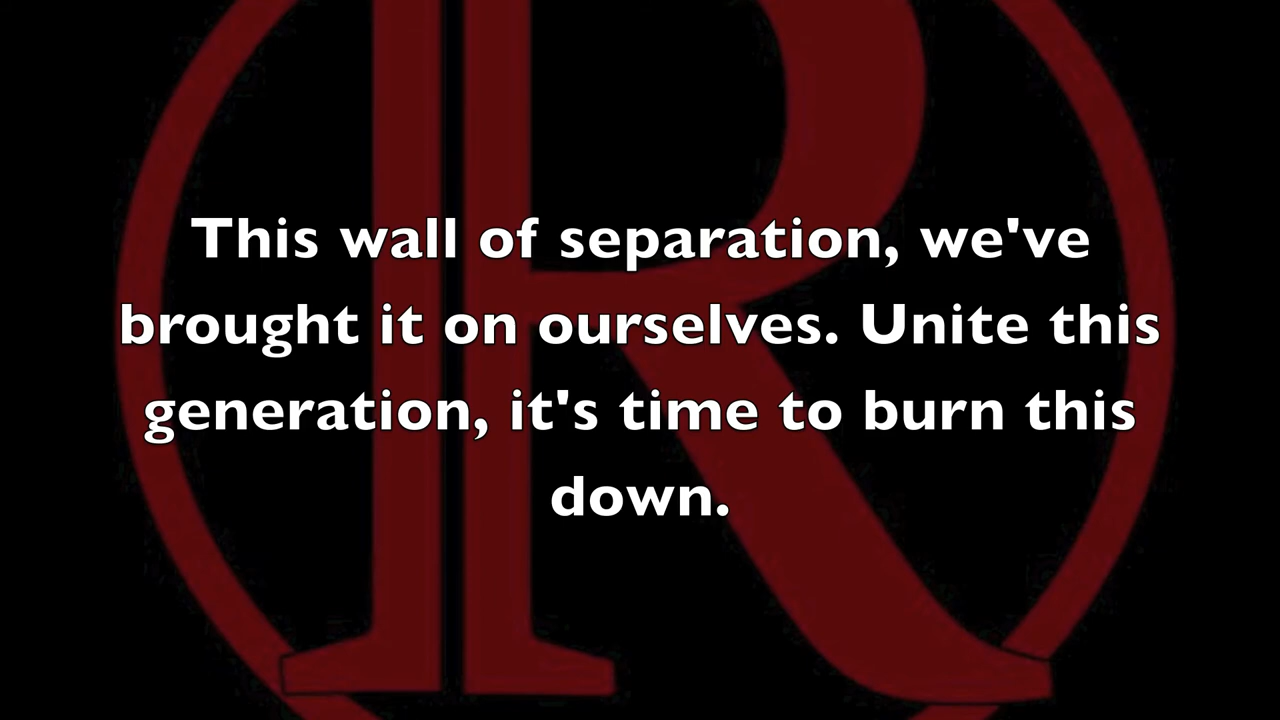 This wall of separation, we've
brought it on ourselves. Unite this
generation, it's time to burn this
down.
R